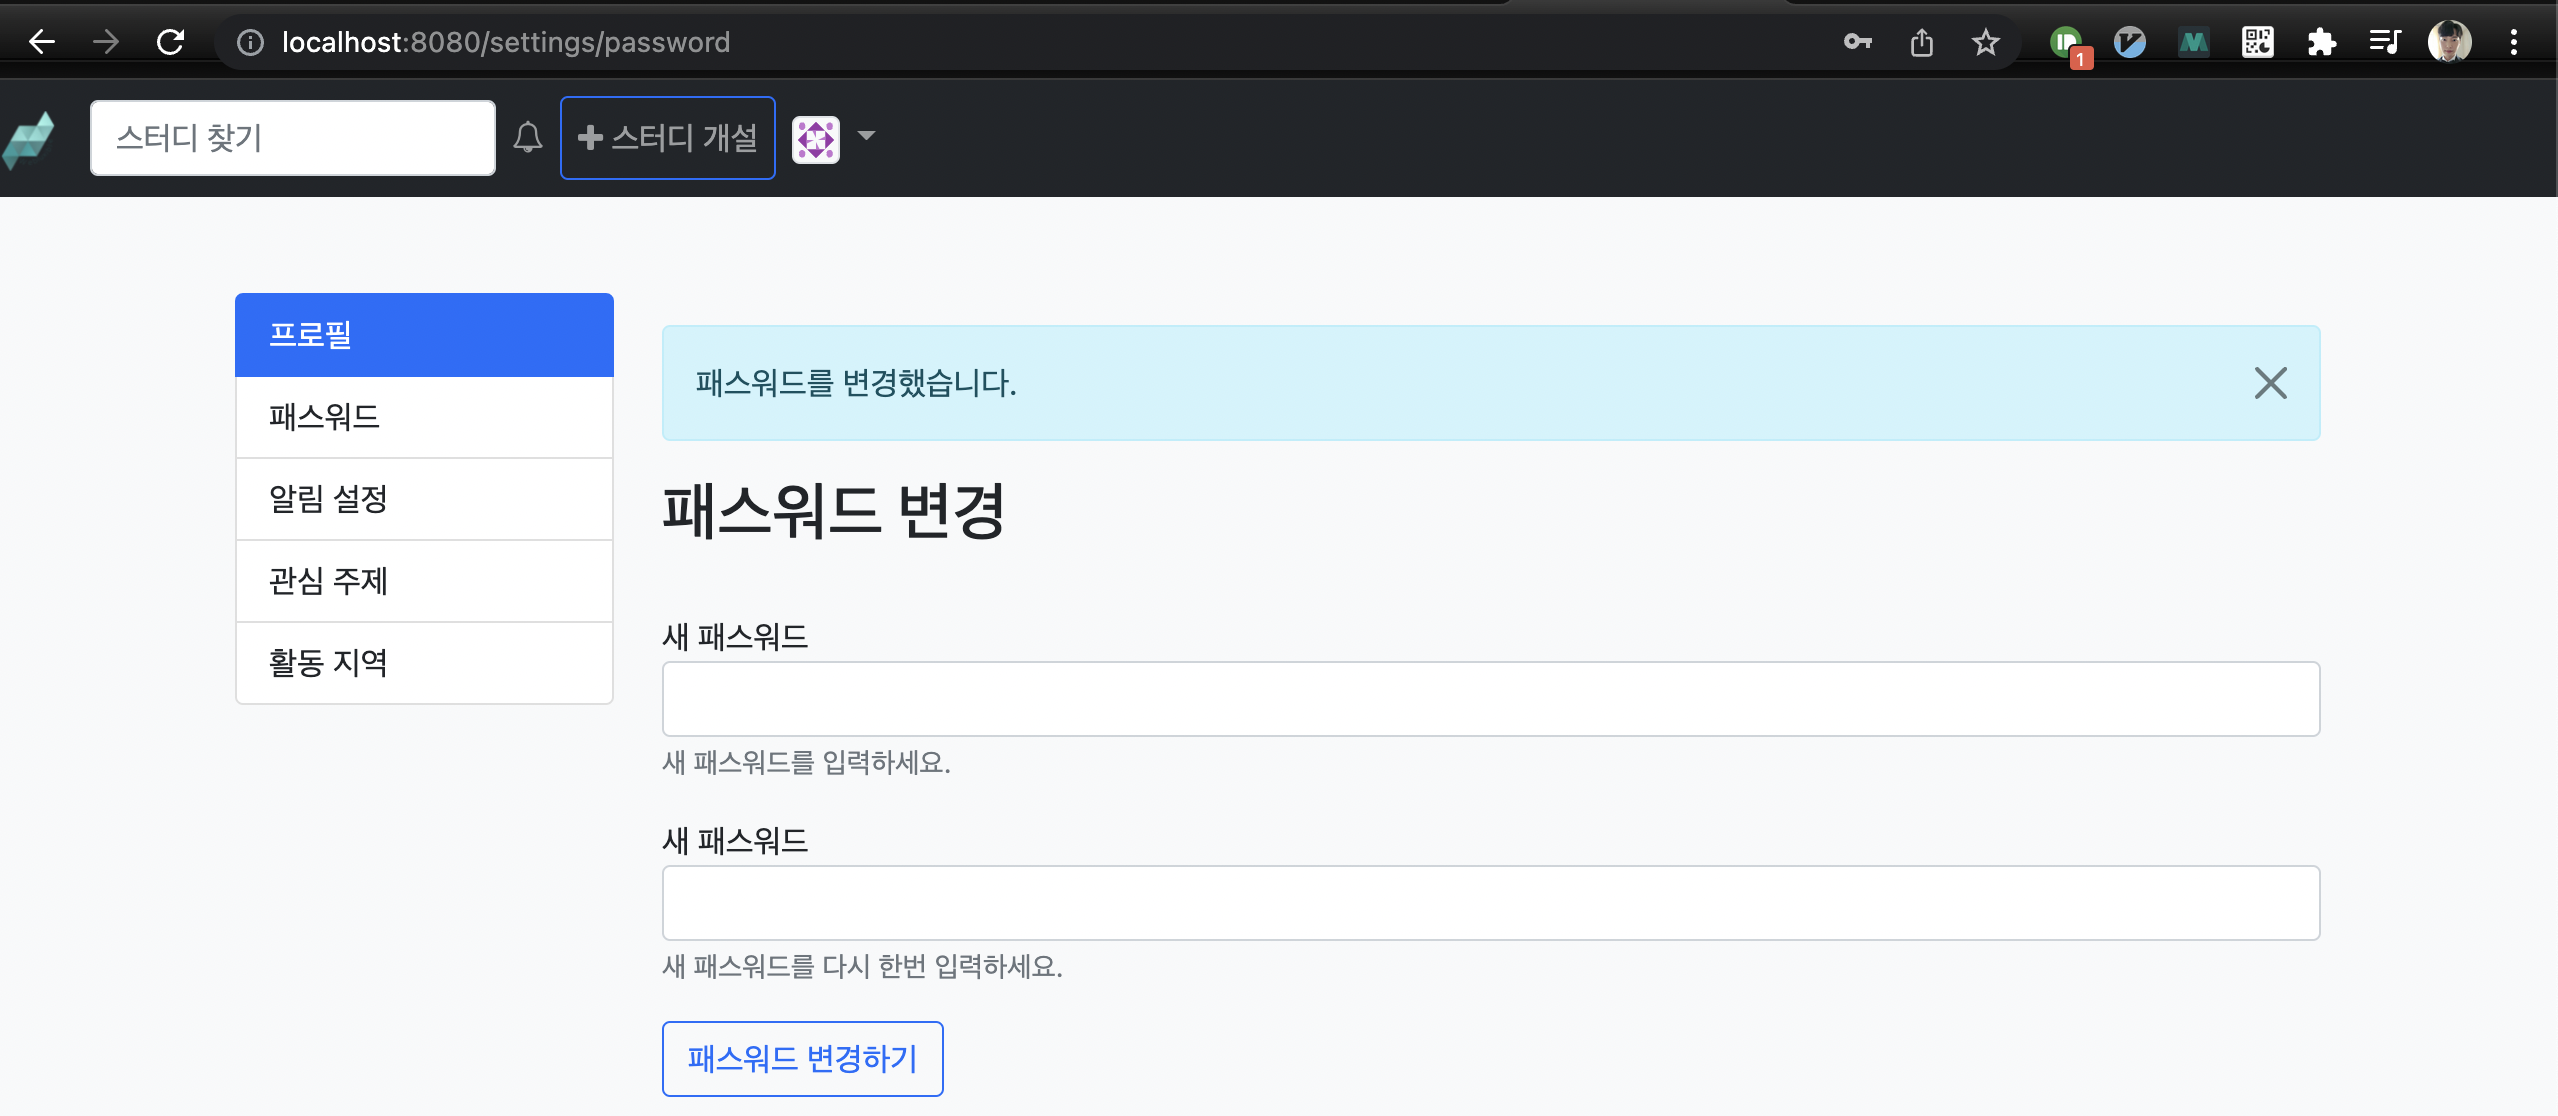 localhost:8080/settings/password
1
스터디 찾기
스터디 개설
프로필
패스워드
알림 설정
관심 주제
활동 지역
패스워드를 변경했습니다.
패스워드 변경
새 패스워드
새 패스워드를 입력하세요.
새 패스워드
새 패스워드를 다시 한번 입력하세요.
패스워드 변경하기